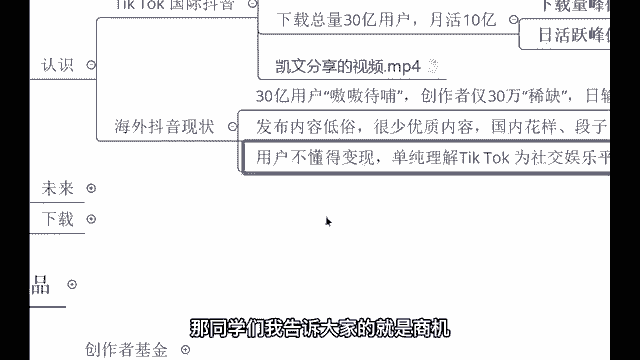 Tik Tok 国际抖音
下载总量30亿用户，月活10亿
下载量峰值
日活跃峰值
认识
凯文分享的视频.mp4
30亿用户“嗷嗷待哺”，创作者仅30万“稀缺”，日输
海外抖音现状
发布内容低俗，很少优质内容，国内花样、段子
用户不懂得变现，单纯理解Tik Tok 为社交娱乐平
未来
下载
品
那同学们我告诉大家的就是商机
创作者基金